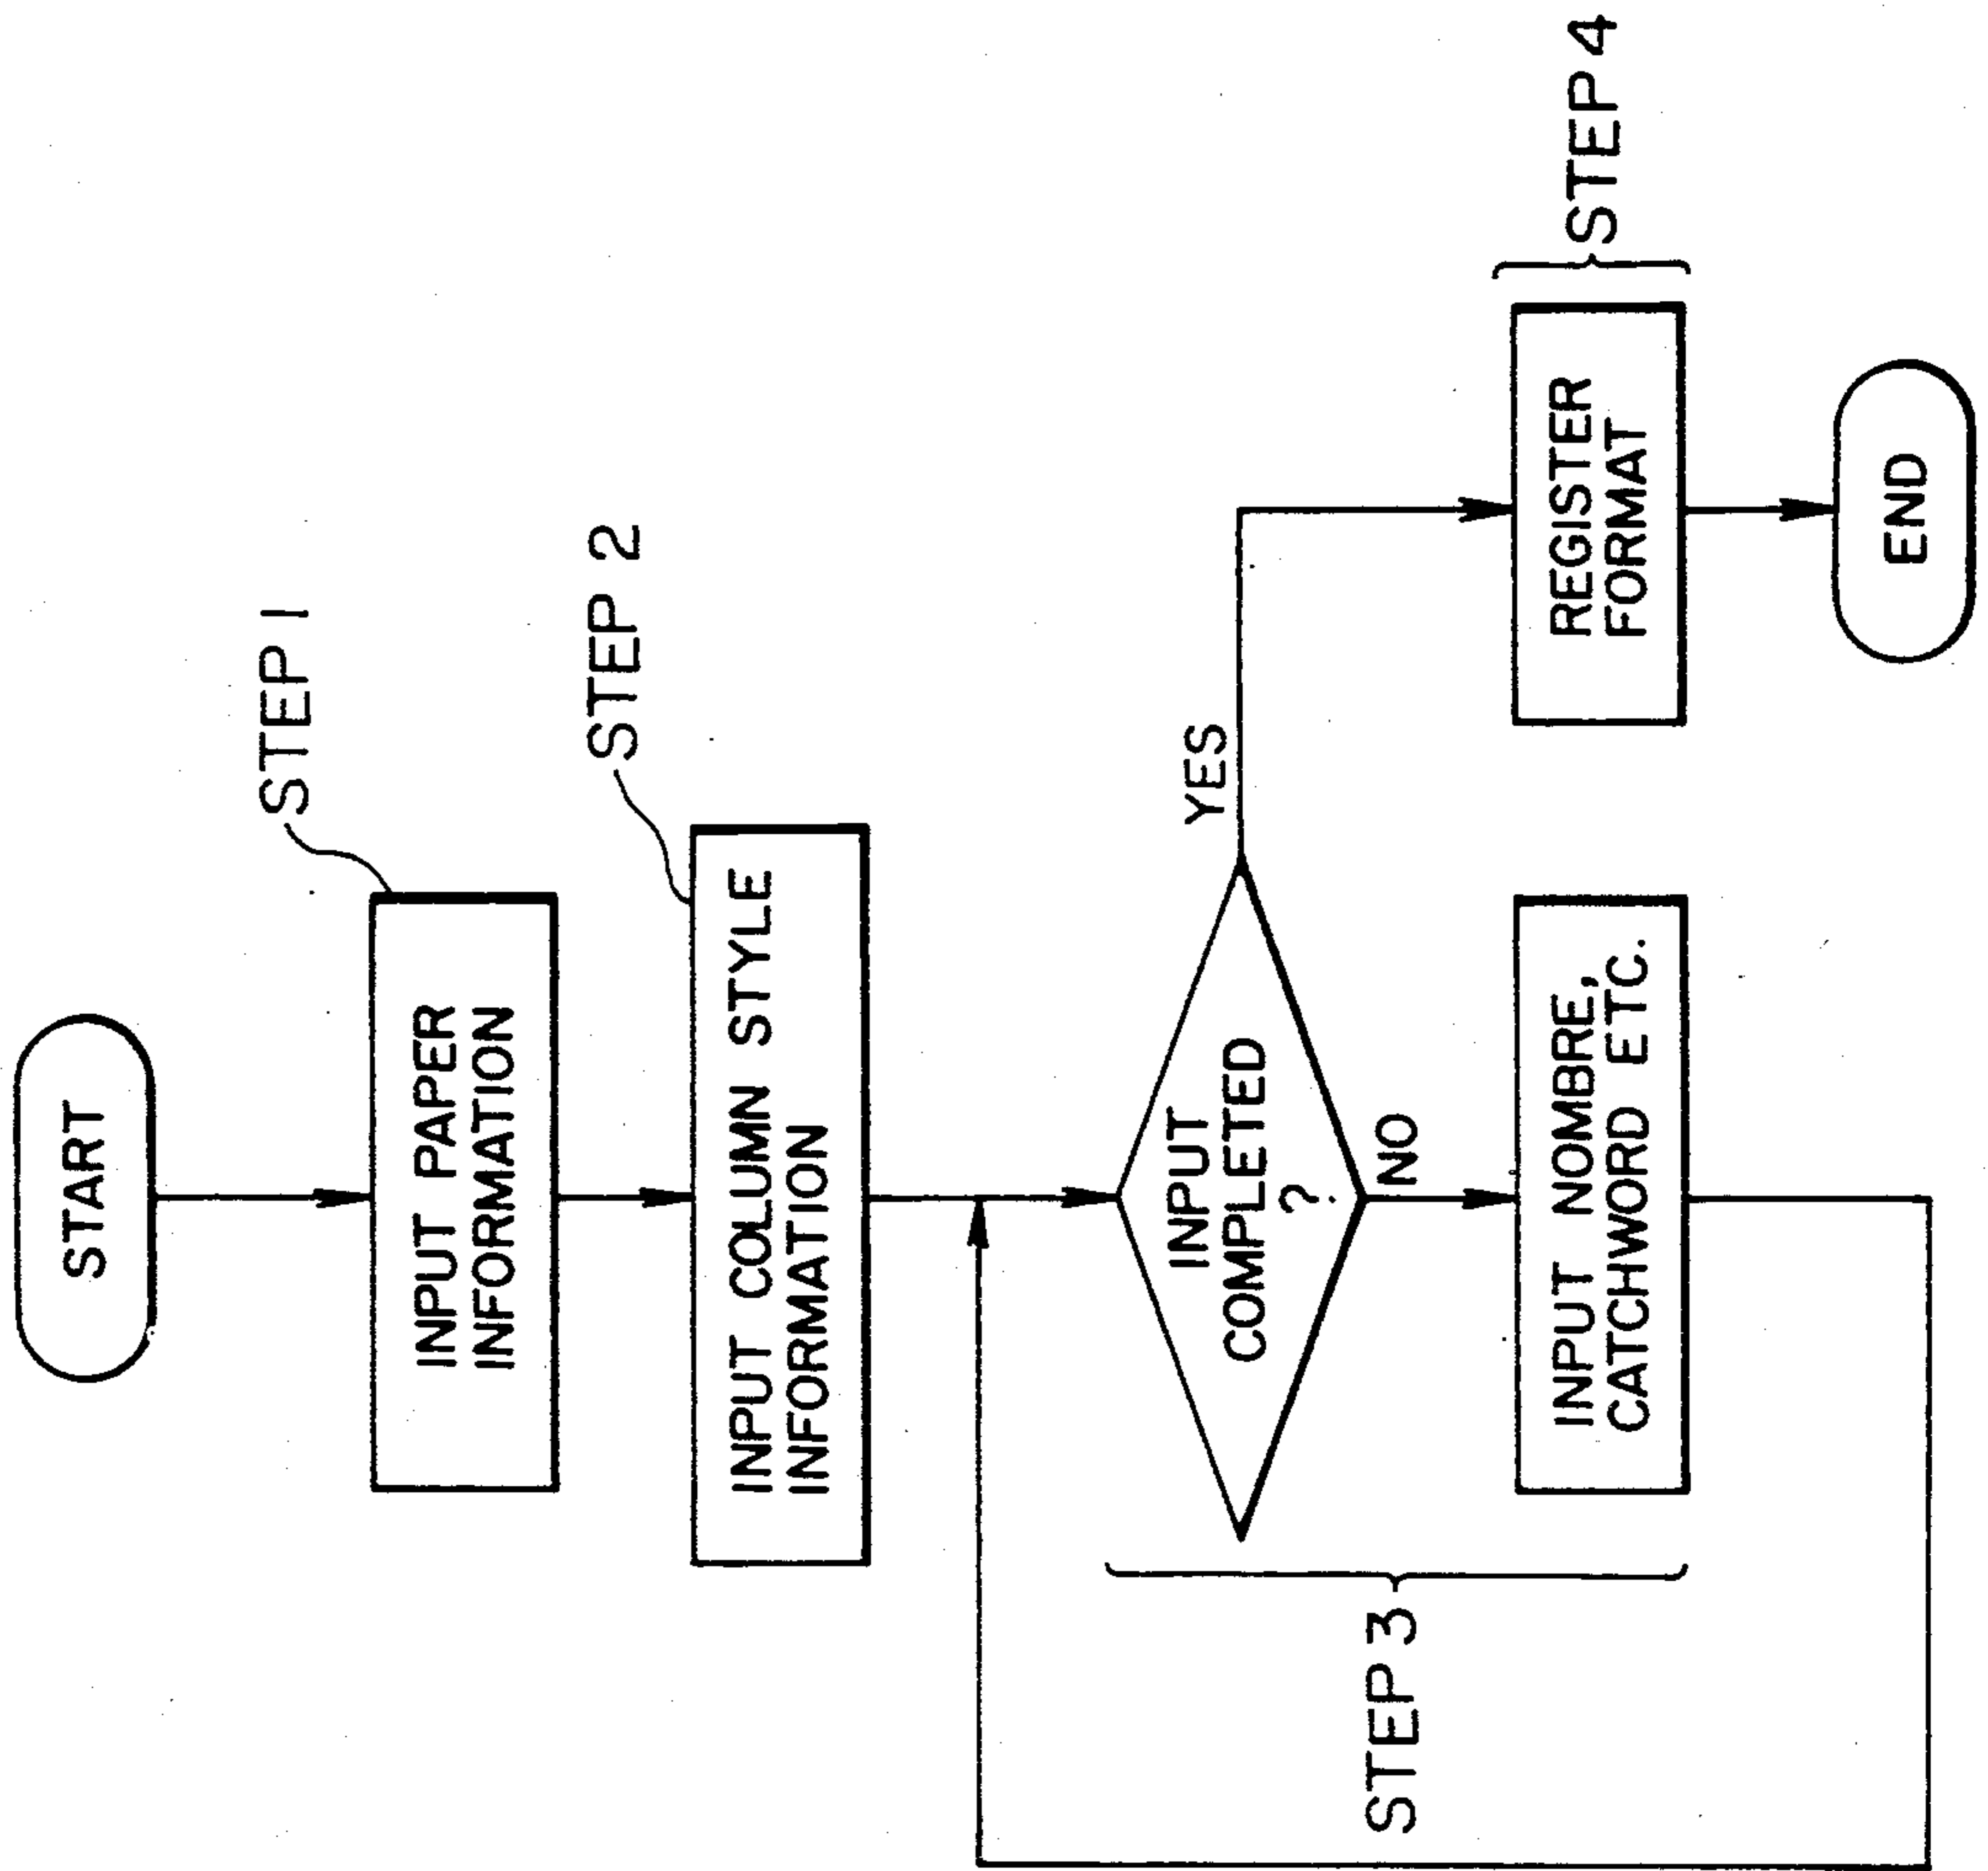 START
STEP 1
INPUT PAPER
INFORMATION
STEP 2
INPUT COLUMN STYLE
INFORMATION
INPUT
COMPLETED
?
YES
NO
STEP 3
INPUT NOMBRE,
CATCHWORD ETC.
REGISTER
FORMAT
STEP 4
END